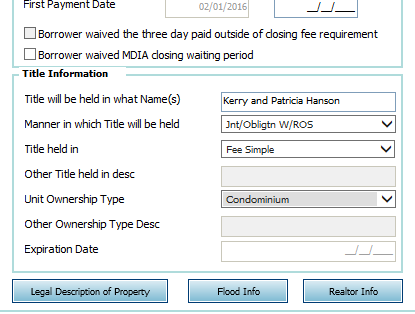 First Payment Date 02/01/2016 __/__/____
Borrower waived the three day paid outside of closing fee requirement
Borrower waived MDIA closing waiting period
Title Information
Title will be held in what Name(s) Kerry and Patricia Hanson
Manner in which Title will be held Jnt/Obligtn W/ROS
Title held in Fee Simple
Other Title held in desc
Unit Ownership Type Condominium
Other Ownership Type Desc
Expiration Date __/__/____
Legal Description of Property Flood Info Realtor Info